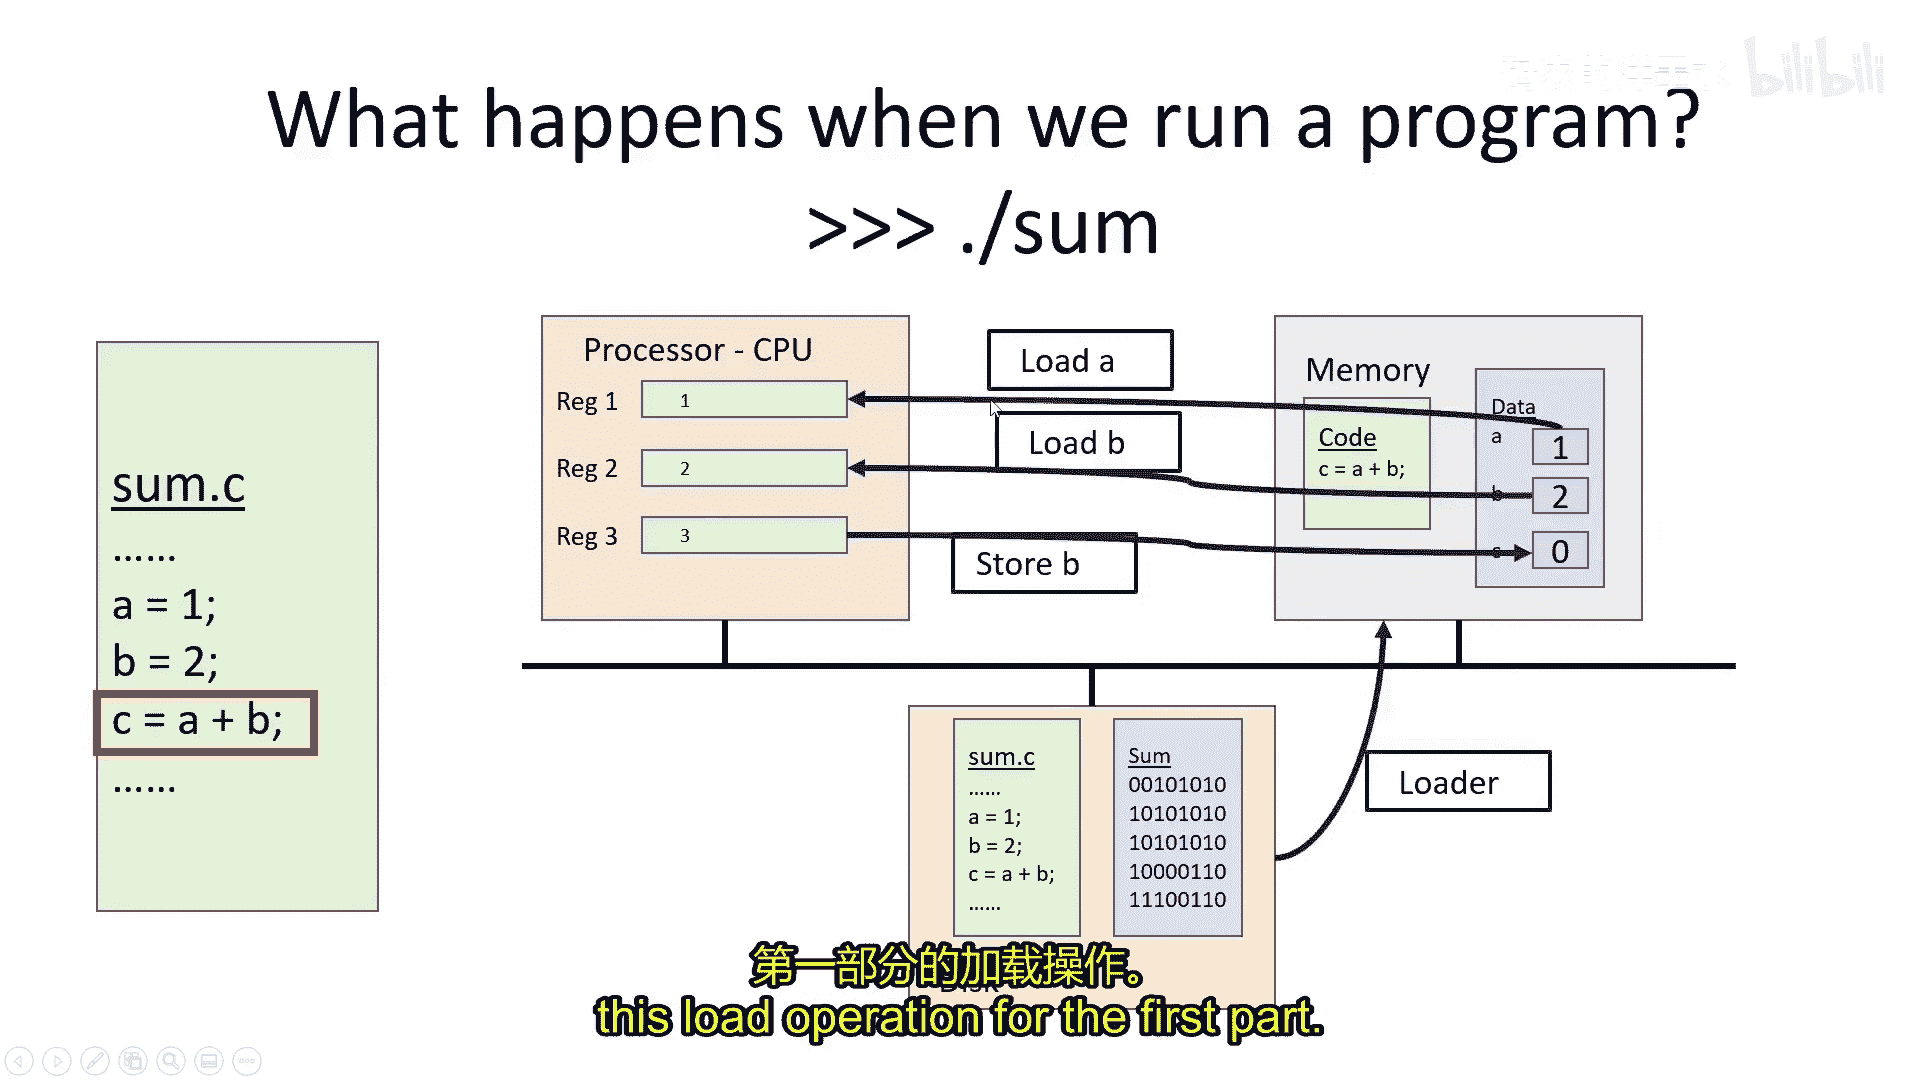 bilibili
What happens when we run a program?
>>> ./sum
sum.c
......
a = 1;
b = 2;
c = a + b;
......
Processor - CPU
Reg 1
1
Reg 2
2
Reg 3
3
Load a
Load b
Store b
Memory
Code
c = a + b;
Data
a
1
b
2
c
0
sum.c
......
a = 1;
b = 2;
c = a + b;
......
Sum
00101010
10101010
10101010
10000110
11100110
Loader
Disk
第一部分的加载操作。
this load operation for the first part.